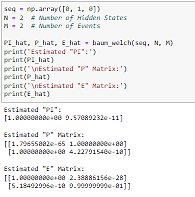 seq = np.array([0, 1, 0])
N = 2 # Number of Hidden States
M = 2 # Number of Events
PI_hat, P_hat, E_hat = baum_welch(seq, N, M)
print('Estimated "PI":')
print(PI_hat)
print('\nEstimated "P" Matrix:')
print(P_hat)
print('\nEstimated "E" Matrix:')
print(E_hat)
Estimated "PI":
[1.00000000e+00 9.57089232e-11]
Estimated "P" Matrix:
[[1.79655002e-65 1.00000000e+00]
[1.00000000e+00 4.22791540e-10]]
Estimated "E" Matrix:
[[1.00000000e+00 2.38886156e-28]
[5.18492996e-10 9.99999999e-01]]